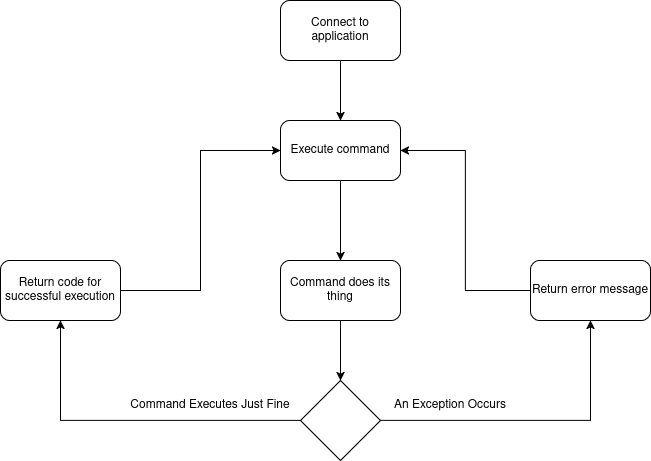 Connect to
application
Execute command
Return code for
successful execution
Command does its
thing
Return error message
Command Executes Just Fine
An Exception Occurs